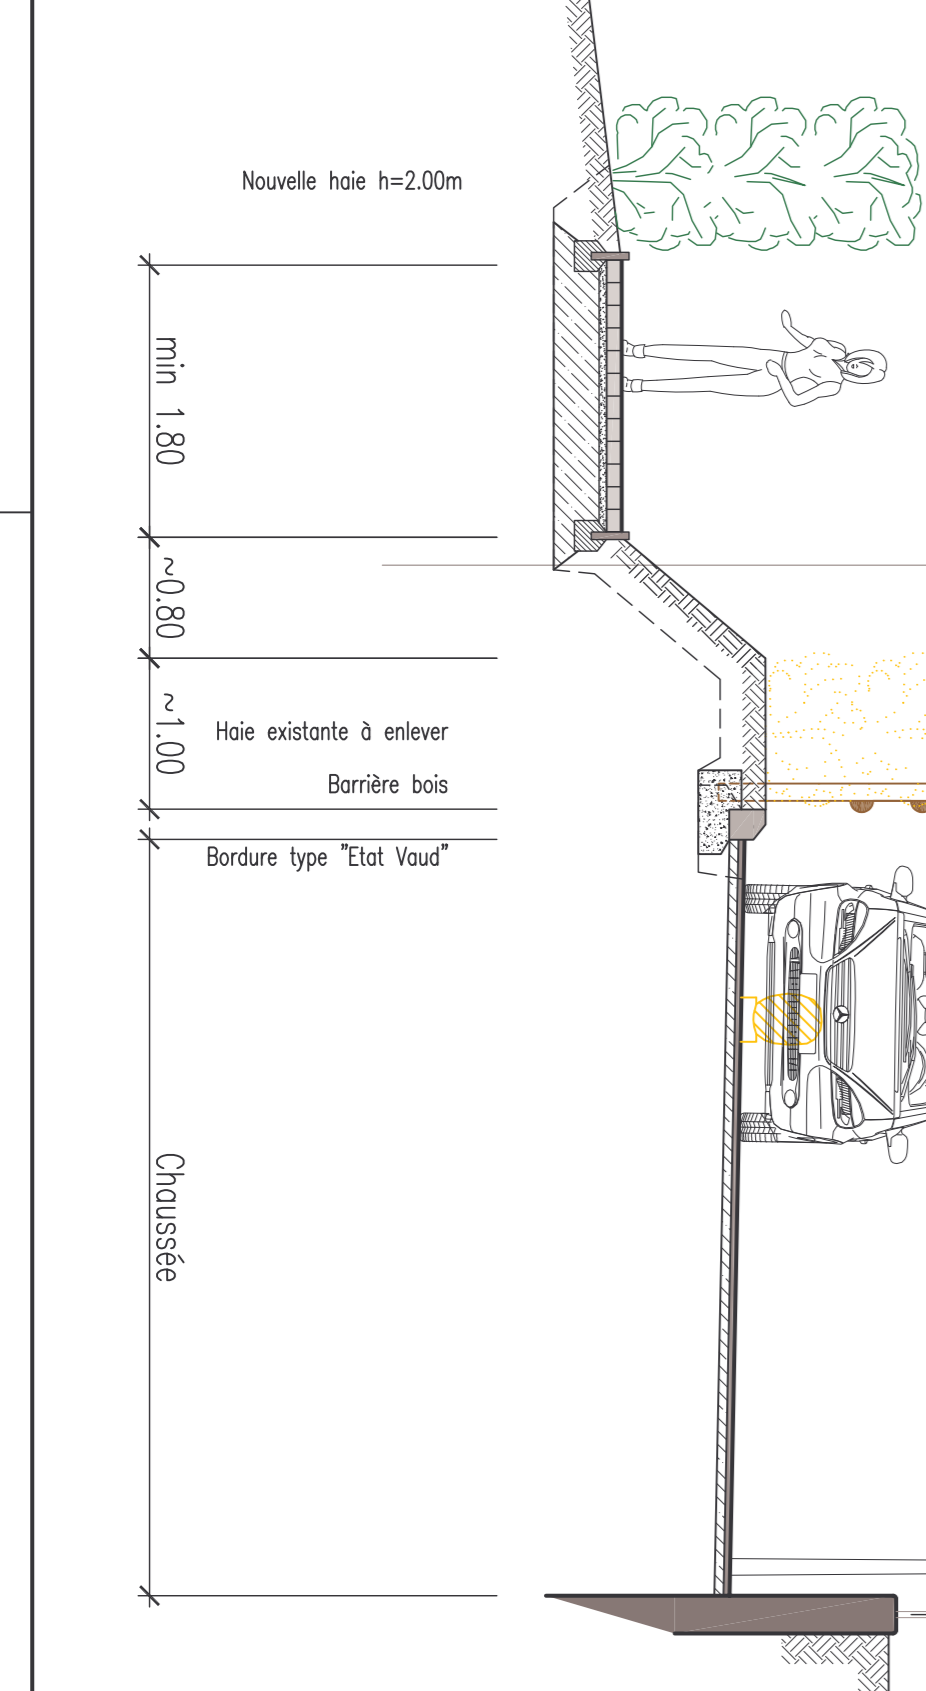 Nouvelle haie h=2.00m
min 1.80
~0.80
~1.00
Haie existante à enlever
Barrière bois
Bordure type "Etat Vaud"
Chaussée